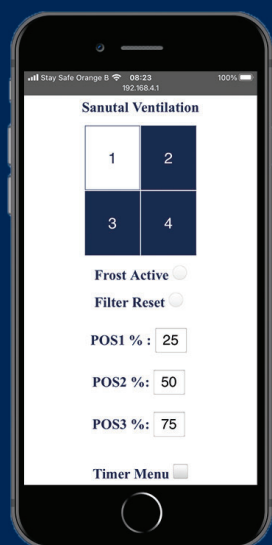 Stay Safe Orange B 08:23 100%
192.168.4.1
Sanutal Ventilation
1 2
3 4
Frost Active
Filter Reset
POS1 % : 25
POS2 %: 50
POS3 %: 75
Timer Menu